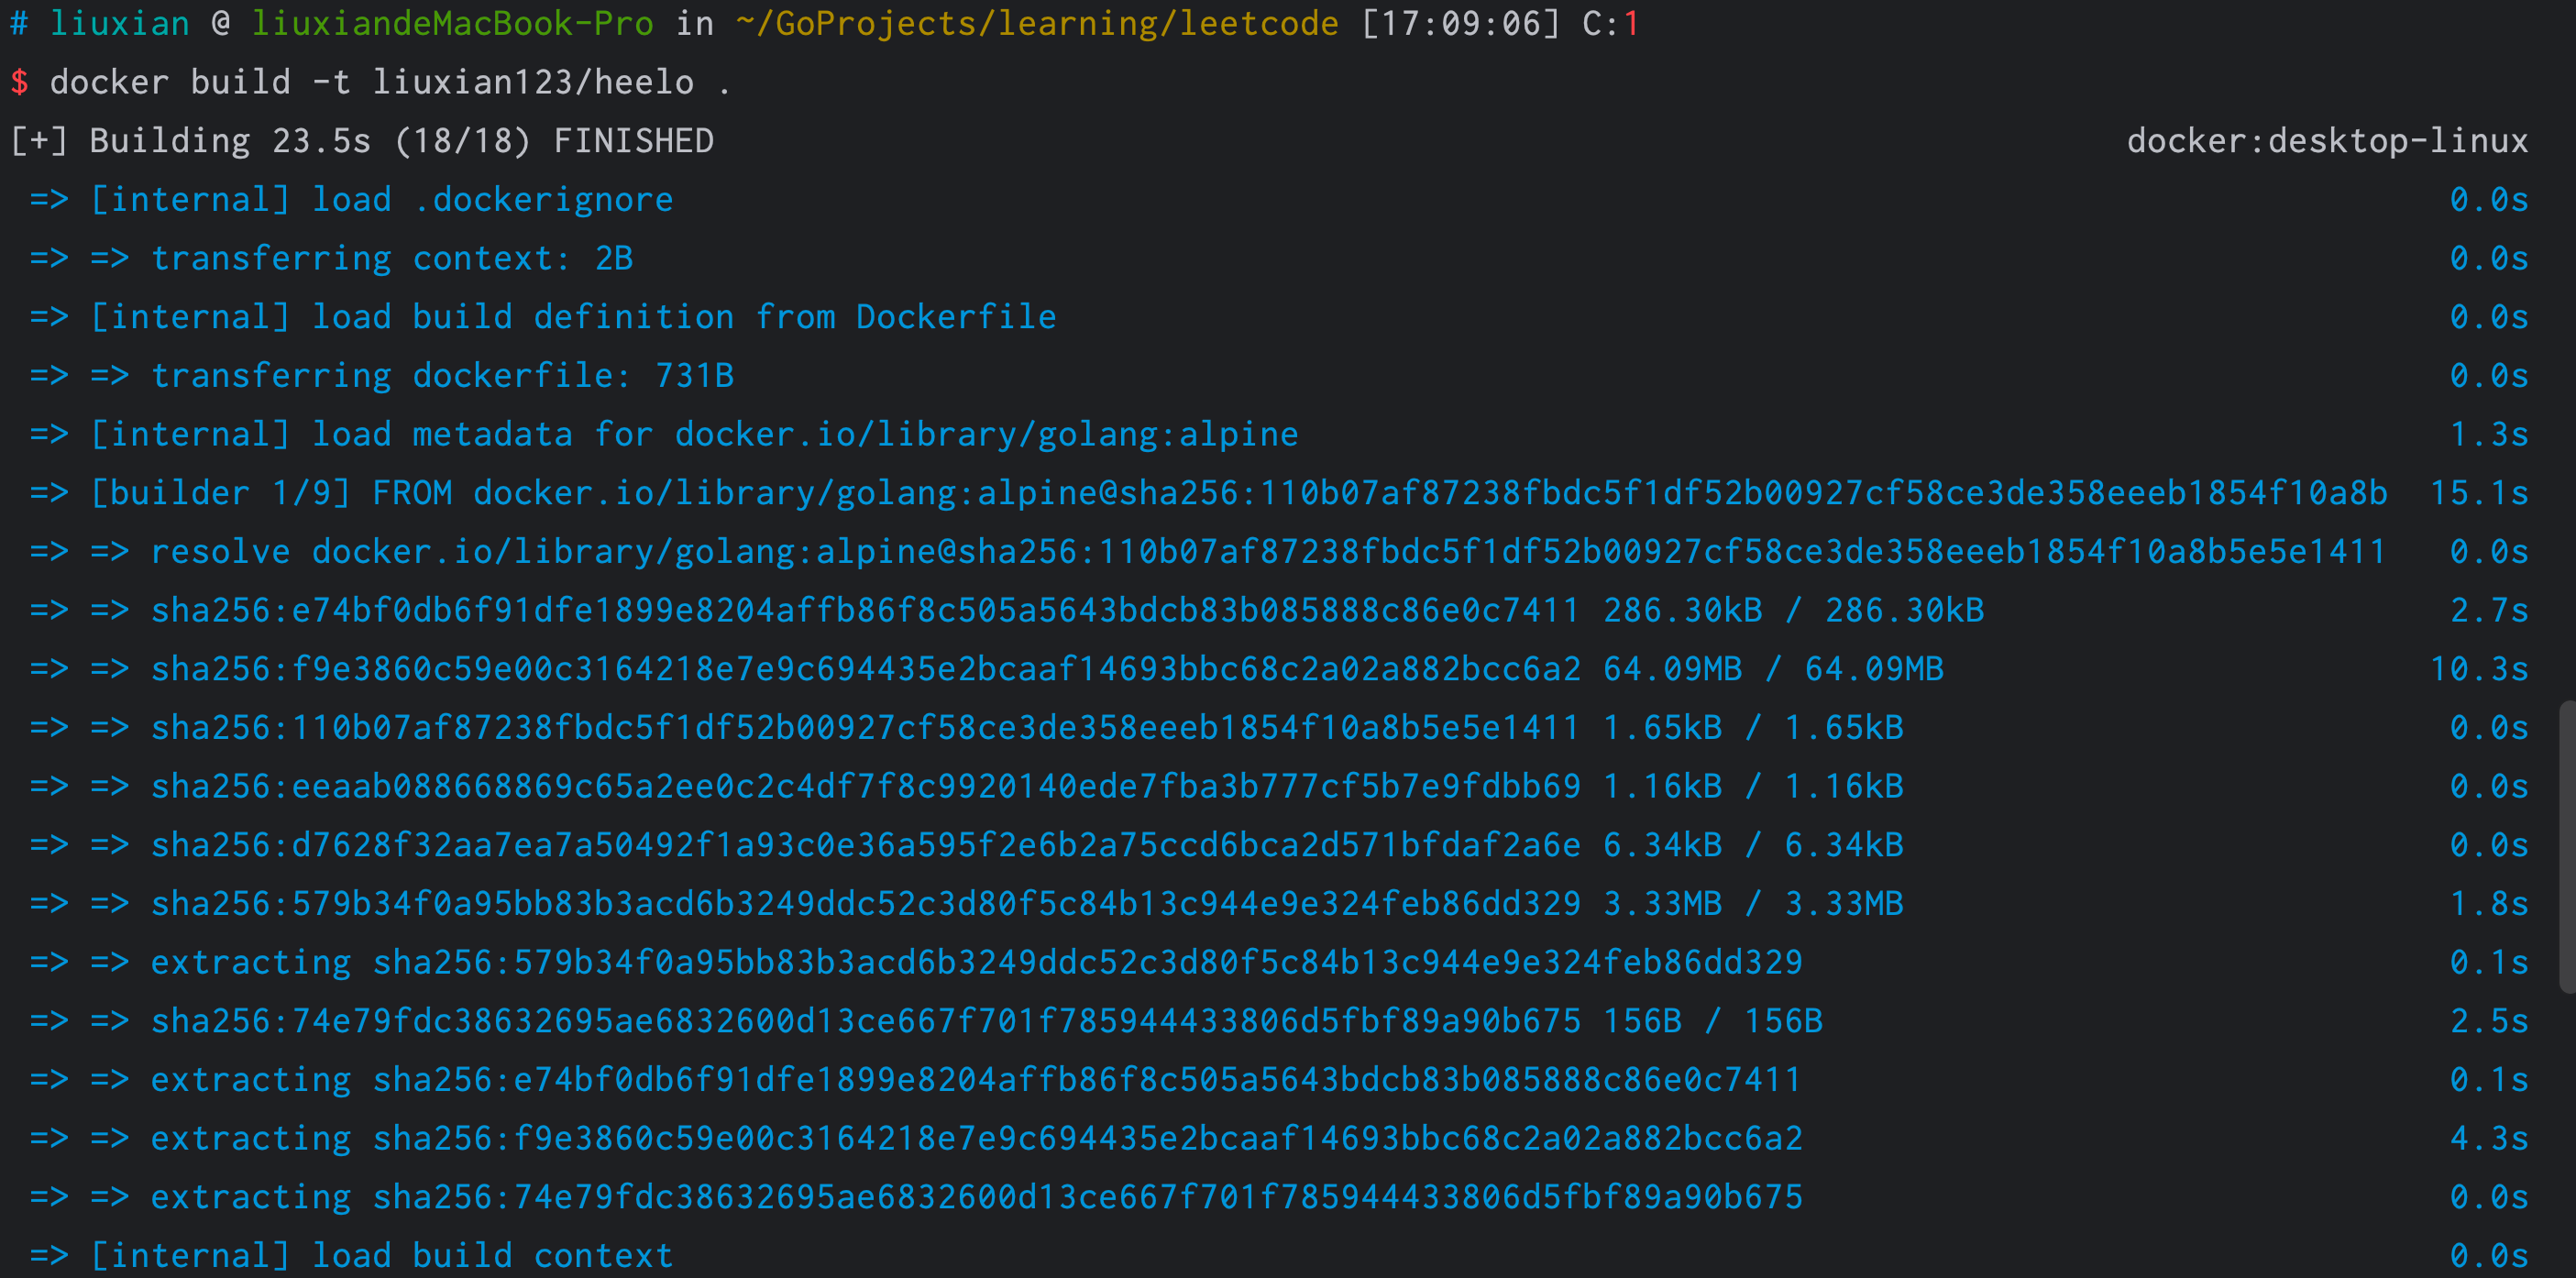 # liuxian @ liuxiandeMacBook-Pro in ~/GoProjects/learning/leetcode [17:09:06] C:1
$ docker build -t liuxian123/heelo .
[+] Building 23.5s (18/18) FINISHED docker:desktop-linux
=> [internal] load .dockerignore 0.0s
=> => transferring context: 2B 0.0s
=> [internal] load build definition from Dockerfile 0.0s
=> => transferring dockerfile: 731B 0.0s
=> [internal] load metadata for docker.io/library/golang:alpine 1.3s
=> [builder 1/9] FROM docker.io/library/golang:alpine@sha256:110b07af87238fbdc5f1df52b00927cf58ce3de358eeeb1854f10a8b 15.1s
=> => resolve docker.io/library/golang:alpine@sha256:110b07af87238fbdc5f1df52b00927cf58ce3de358eeeb1854f10a8b5e5e1411 0.0s
=> => sha256:e74bf0db6f91dfe1899e8204affb86f8c505a5643bdcb83b085888c86e0c7411 286.30kB / 286.30kB 2.7s
=> => sha256:f9e3860c59e00c3164218e7e9c694435e2bcaaf14693bbc68c2a02a882bcc6a2 64.09MB / 64.09MB 10.3s
=> => sha256:110b07af87238fbdc5f1df52b00927cf58ce3de358eeeb1854f10a8b5e5e1411 1.65kB / 1.65kB 0.0s
=> => sha256:eeaab088668869c65a2ee0c2c4df7f8c9920140ede7fba3b777cf5b7e9fdbb69 1.16kB / 1.16kB 0.0s
=> => sha256:d7628f32aa7ea7a50492f1a93c0e36a595f2e6b2a75ccd6bca2d571bfdaf2a6e 6.34kB / 6.34kB 0.0s
=> => sha256:579b34f0a95bb83b3acd6b3249ddc52c3d80f5c84b13c944e9e324feb86dd329 3.33MB / 3.33MB 1.8s
=> => extracting sha256:579b34f0a95bb83b3acd6b3249ddc52c3d80f5c84b13c944e9e324feb86dd329 0.1s
=> => sha256:74e79fdc38632695ae6832600d13ce667f701f785944433806d5fbf89a90b675 156B / 156B 2.5s
=> => extracting sha256:e74bf0db6f91dfe1899e8204affb86f8c505a5643bdcb83b085888c86e0c7411 0.1s
=> => extracting sha256:f9e3860c59e00c3164218e7e9c694435e2bcaaf14693bbc68c2a02a882bcc6a2 4.3s
=> => extracting sha256:74e79fdc38632695ae6832600d13ce667f701f785944433806d5fbf89a90b675 0.0s
=> [internal] load build context 0.0s